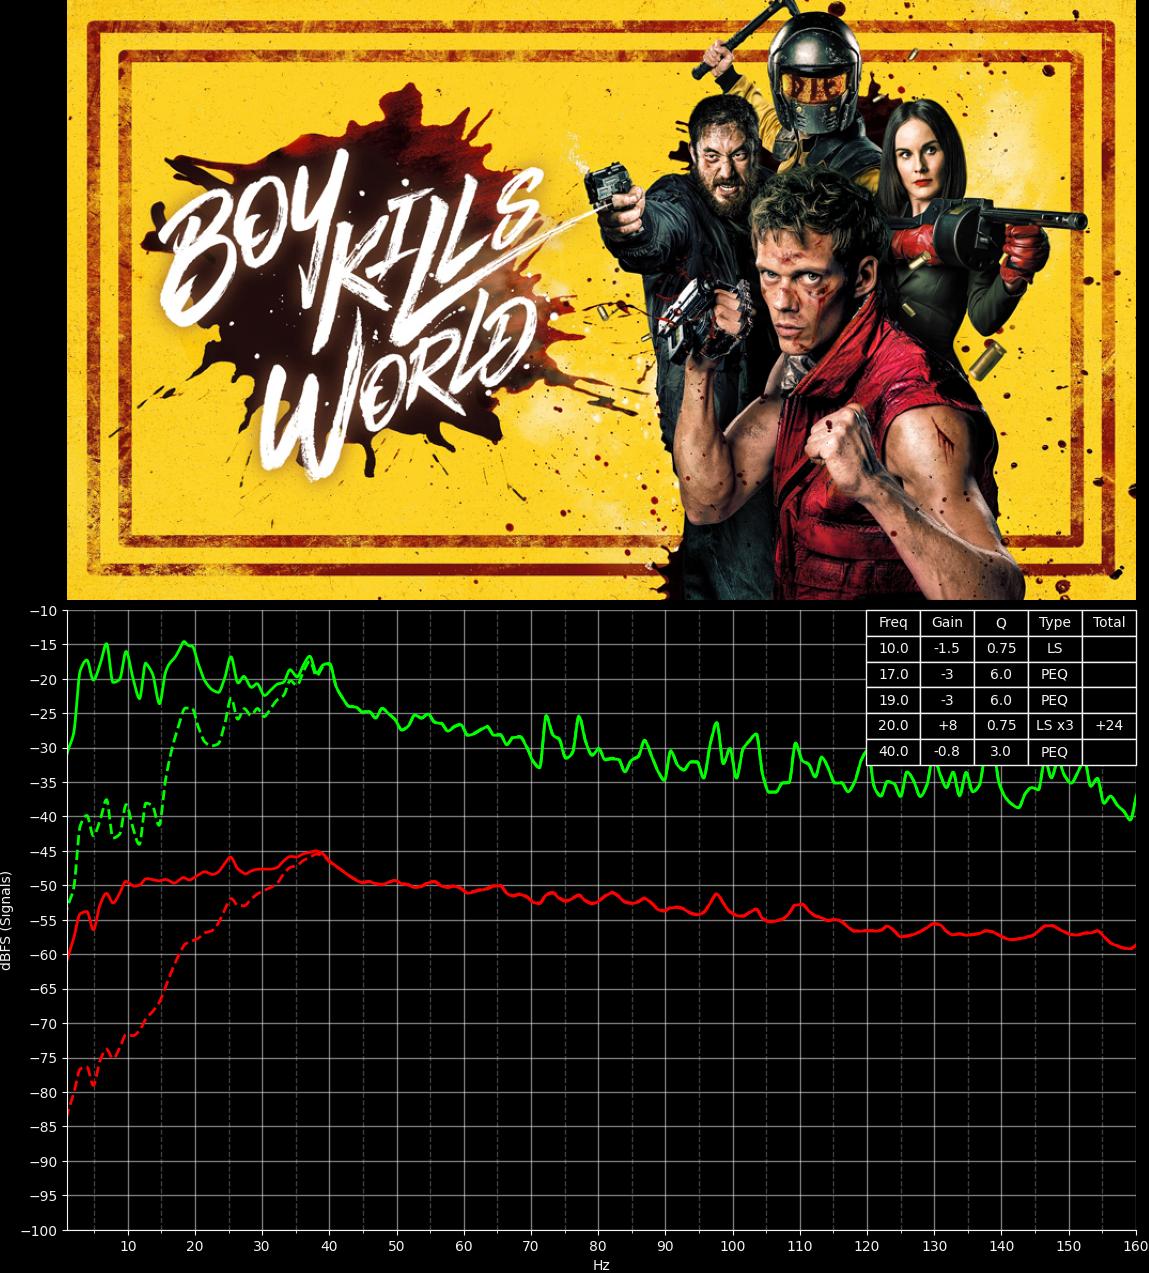 DIE
BOY
KILLS
WORLD
Freq Gain Q Type Total
10.0 -1.5 0.75 LS
17.0 -3 6.0 PEQ
19.0 -3 6.0 PEQ
20.0 +8 0.75 LS x3 +24
40.0 -0.8 3.0 PEQ
−10
−15
−20
−25
−30
−35
−40
−45
−50
−55
−60
−65
−70
−75
−80
−85
−90
−95
−100
dBFS (Signals)
10 20 30 40 50 60 70 80 90 100 110 120 130 140 150 160
Hz